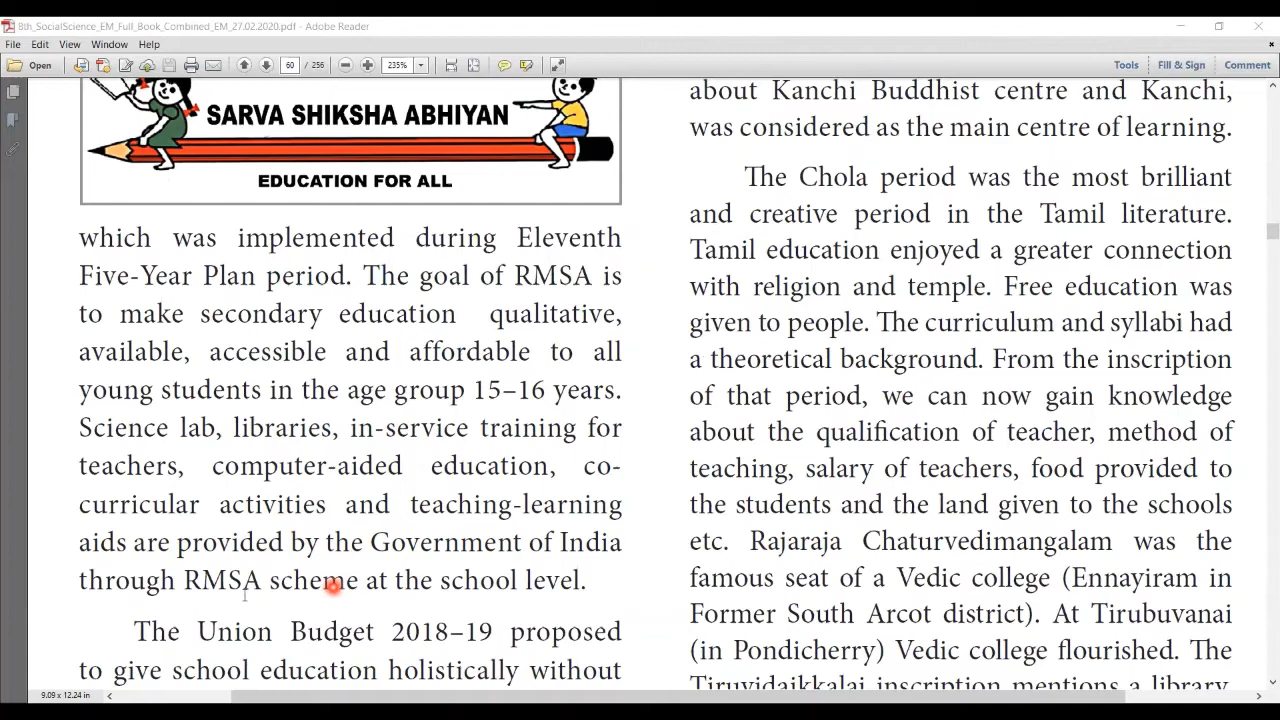 8th_SocialScience_EM_Full_Book_Combined_EM_27.02.2020.pdf - Adobe Reader
File Edit View Window Help
Open 60 / 256 235% Tools Fill & Sign Comment
SARVA SHIKSHA ABHIYAN
EDUCATION FOR ALL
which was implemented during Eleventh
Five-Year Plan period. The goal of RMSA is
to make secondary education qualitative,
available, accessible and affordable to all
young students in the age group 15–16 years.
Science lab, libraries, in-service training for
teachers, computer-aided education, co-
curricular activities and teaching-learning
aids are provided by the Government of India
through RMSA scheme at the school level.
The Union Budget 2018–19 proposed
to give school education holistically without
about Kanchi Buddhist centre and Kanchi,
was considered as the main centre of learning.
The Chola period was the most brilliant
and creative period in the Tamil literature.
Tamil education enjoyed a greater connection
with religion and temple. Free education was
given to people. The curriculum and syllabi had
a theoretical background. From the inscription
of that period, we can now gain knowledge
about the qualification of teacher, method of
teaching, salary of teachers, food provided to
the students and the land given to the schools
etc. Rajaraja Chaturvedimangalam was the
famous seat of a Vedic college (Ennayiram in
Former South Arcot district). At Tirubuvanai
(in Pondicherry) Vedic college flourished. The
Tiruvidaikkalai inscription mentions a library,
9.09 x 12.24 in